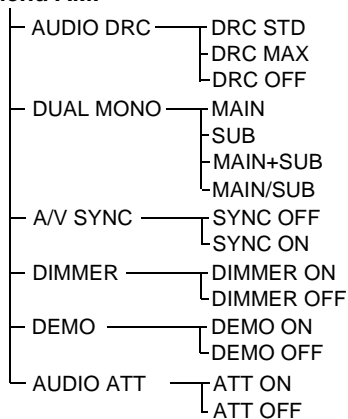 AUDIO DRC DRC STD
DRC MAX
DRC OFF
DUAL MONO MAIN
SUB
MAIN+SUB
MAIN/SUB
A/V SYNC SYNC OFF
SYNC ON
DIMMER DIMMER ON
DIMMER OFF
DEMO DEMO ON
DEMO OFF
AUDIO ATT ATT ON
ATT OFF